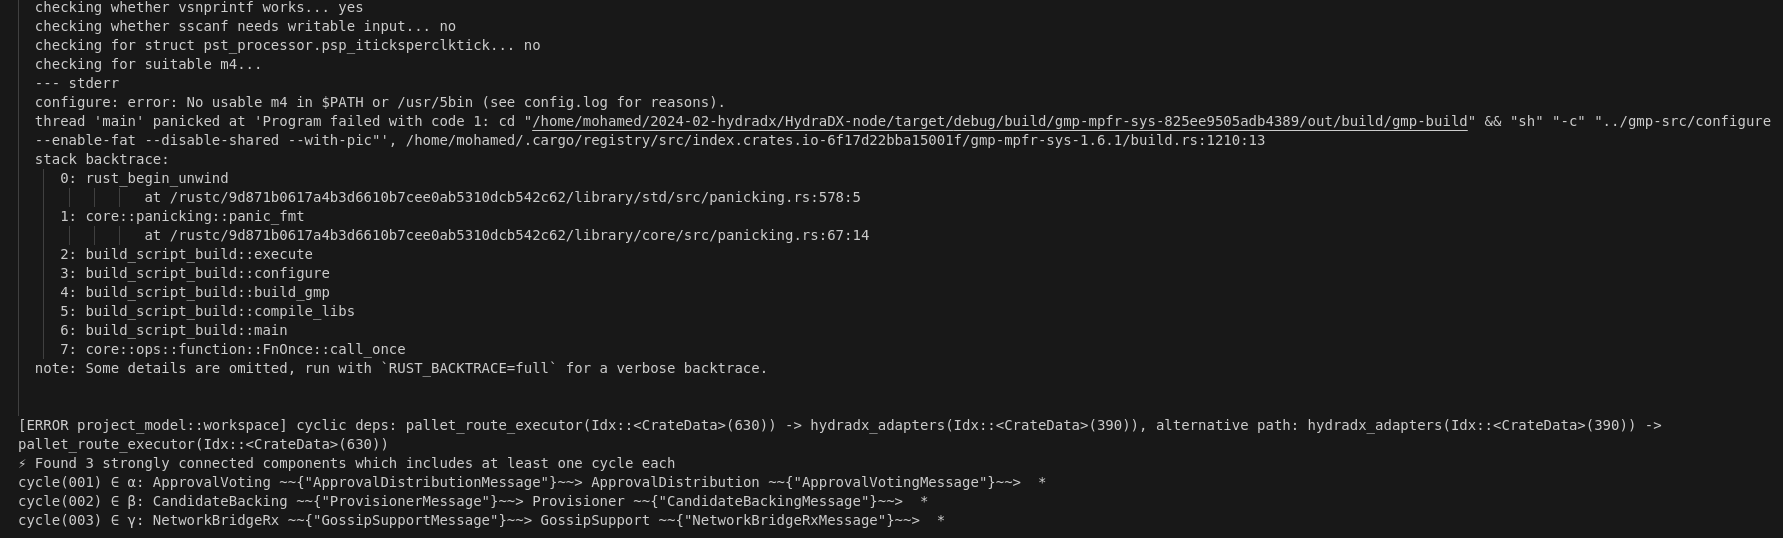 checking whether vsnprintf works... yes
checking whether sscanf needs writable input... no
checking for struct pst_processor.psp_iticksperclktick... no
checking for suitable m4...
--- stderr
configure: error: No usable m4 in $PATH or /usr/5bin (see config.log for reasons).
thread 'main' panicked at 'Program failed with code 1: cd "/home/mohamed/2024-02-hydradx/HydraDX-node/target/debug/build/gmp-mpfr-sys-825ee9505adb4389/out/build/gmp-build" && "sh" "-c" "../gmp-src/configure
--enable-fat --disable-shared --with-pic"', /home/mohamed/.cargo/registry/src/index.crates.io-6f17d22bba15001f/gmp-mpfr-sys-1.6.1/build.rs:1210:13
stack backtrace:
0: rust_begin_unwind
at /rustc/9d871b0617a4b3d6610b7cee0ab5310dcb542c62/library/std/src/panicking.rs:578:5
1: core::panicking::panic_fmt
at /rustc/9d871b0617a4b3d6610b7cee0ab5310dcb542c62/library/core/src/panicking.rs:67:14
2: build_script_build::execute
3: build_script_build::configure
4: build_script_build::build_gmp
5: build_script_build::compile_libs
6: build_script_build::main
7: core::ops::function::FnOnce::call_once
note: Some details are omitted, run with `RUST_BACKTRACE=full` for a verbose backtrace.
[ERROR project_model::workspace] cyclic deps: pallet_route_executor(Idx::<CrateData>(630)) -> hydradx_adapters(Idx::<CrateData>(390)), alternative path: hydradx_adapters(Idx::<CrateData>(390)) ->
pallet_route_executor(Idx::<CrateData>(630))
⚡ Found 3 strongly connected components which includes at least one cycle each
cycle(001) ∈ α: ApprovalVoting ~~{"ApprovalDistributionMessage"}~~> ApprovalDistribution ~~{"ApprovalVotingMessage"}~~>  *
cycle(002) ∈ β: CandidateBacking ~~{"ProvisionerMessage"}~~> Provisioner ~~{"CandidateBackingMessage"}~~>  *
cycle(003) ∈ γ: NetworkBridgeRx ~~{"GossipSupportMessage"}~~> GossipSupport ~~{"NetworkBridgeRxMessage"}~~>  *